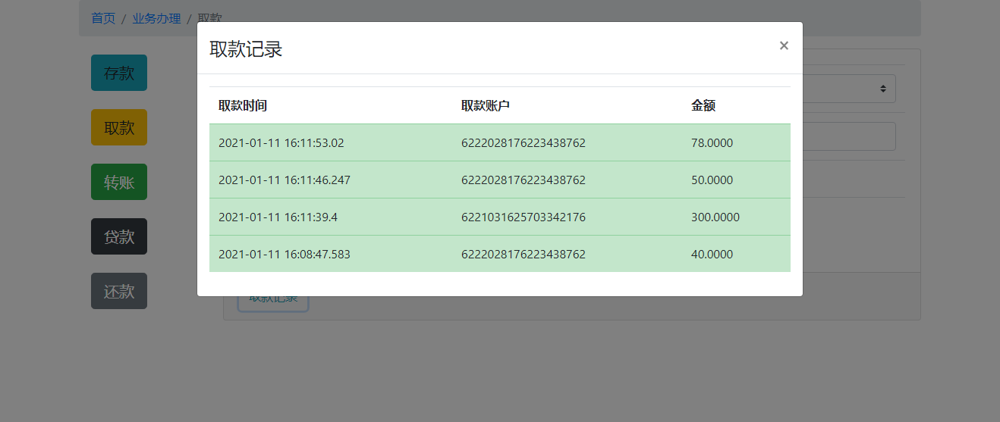 首页 / 业务办理 / 取款
存款
取款
转账
贷款
还款
取款记录 ×
取款时间 取款账户 金额
2021-01-11 16:11:53.02 6222028176223438762 78.0000
2021-01-11 16:11:46.247 6222028176223438762 50.0000
2021-01-11 16:11:39.4 6221031625703342176 300.0000
2021-01-11 16:08:47.583 6222028176223438762 40.0000
取款记录